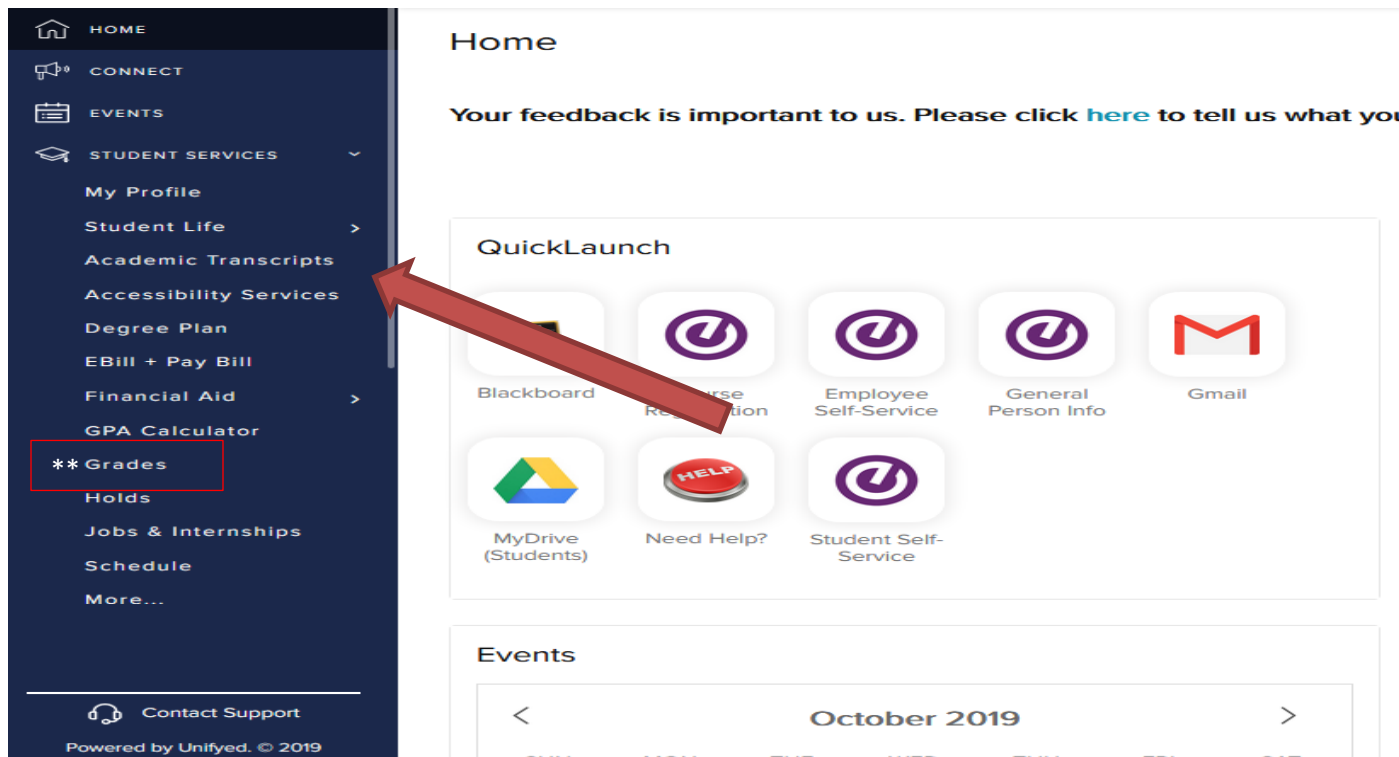 HOME
CONNECT
EVENTS
STUDENT SERVICES
My Profile
Student Life >
Academic Transcripts
Accessibility Services
Degree Plan
EBill + Pay Bill
Financial Aid >
GPA Calculator
** Grades
Holds
Jobs & Internships
Schedule
More...
Contact Support
Powered by Unifyed. © 2019
Home
Your feedback is important to us. Please click here to tell us what
QuickLaunch
Blackboard
Employee
Self-Service
General
Person Info
Gmail
MyDrive
(Students)
HELP
Need Help?
Student Self-
Service
Events
< October 2019 >